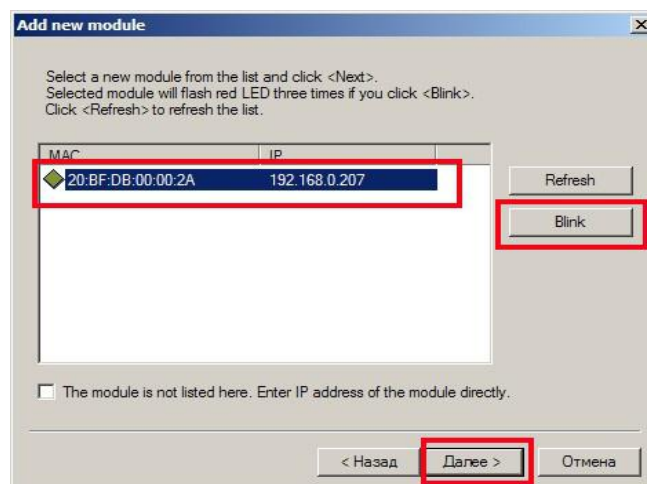 Add new module
Select a new module from the list and click <Next>.
Selected module will flash red LED three times if you click <Blink>.
Click <Refresh> to refresh the list.
MAC IP
20:BF:DB:00:00:2A 192.168.0.207
Refresh
Blink
The module is not listed here. Enter IP address of the module directly.
< Назад Далее > Отмена